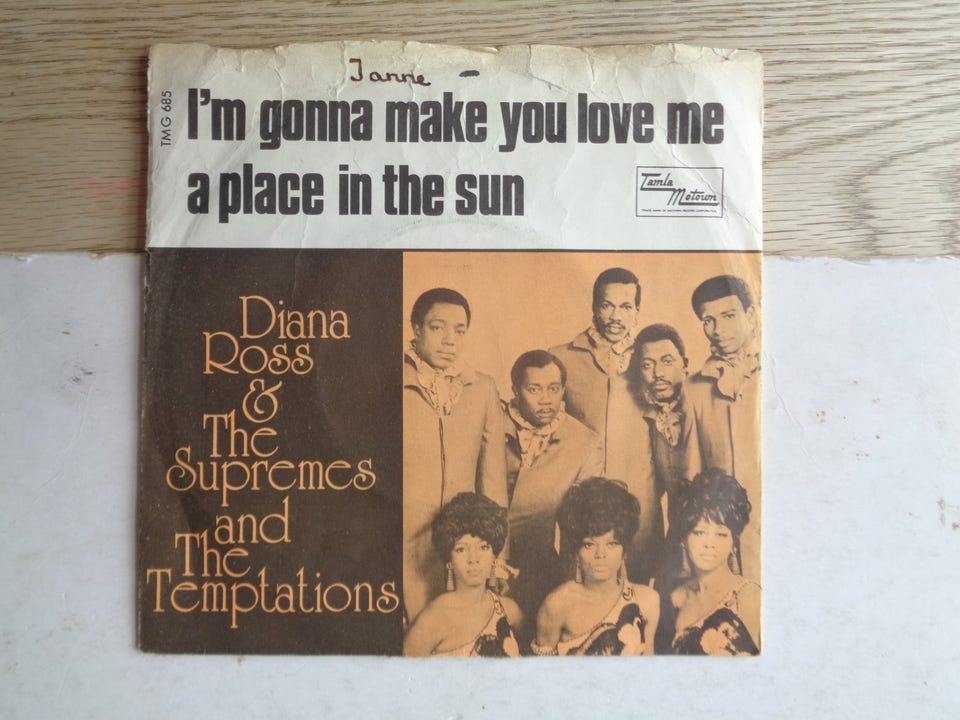 Janne
TMG 685
I'm gonna make you love me
a place in the sun
Tamla
Motown
Diana
Ross
&
The
Supremes
and
The
Temptations